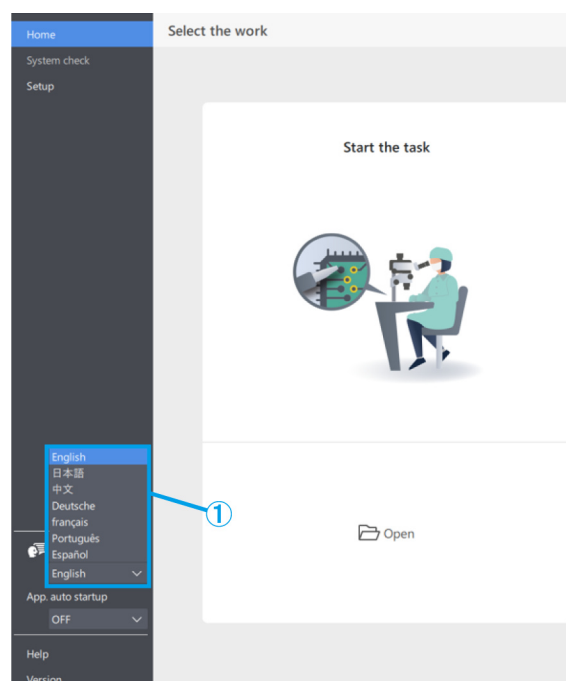 Home
System check
Setup
Select the work
Start the task
English
日本語
中文
Deutsche
français
Português
Español
English
App. auto startup
OFF
Help
Version
①
Open